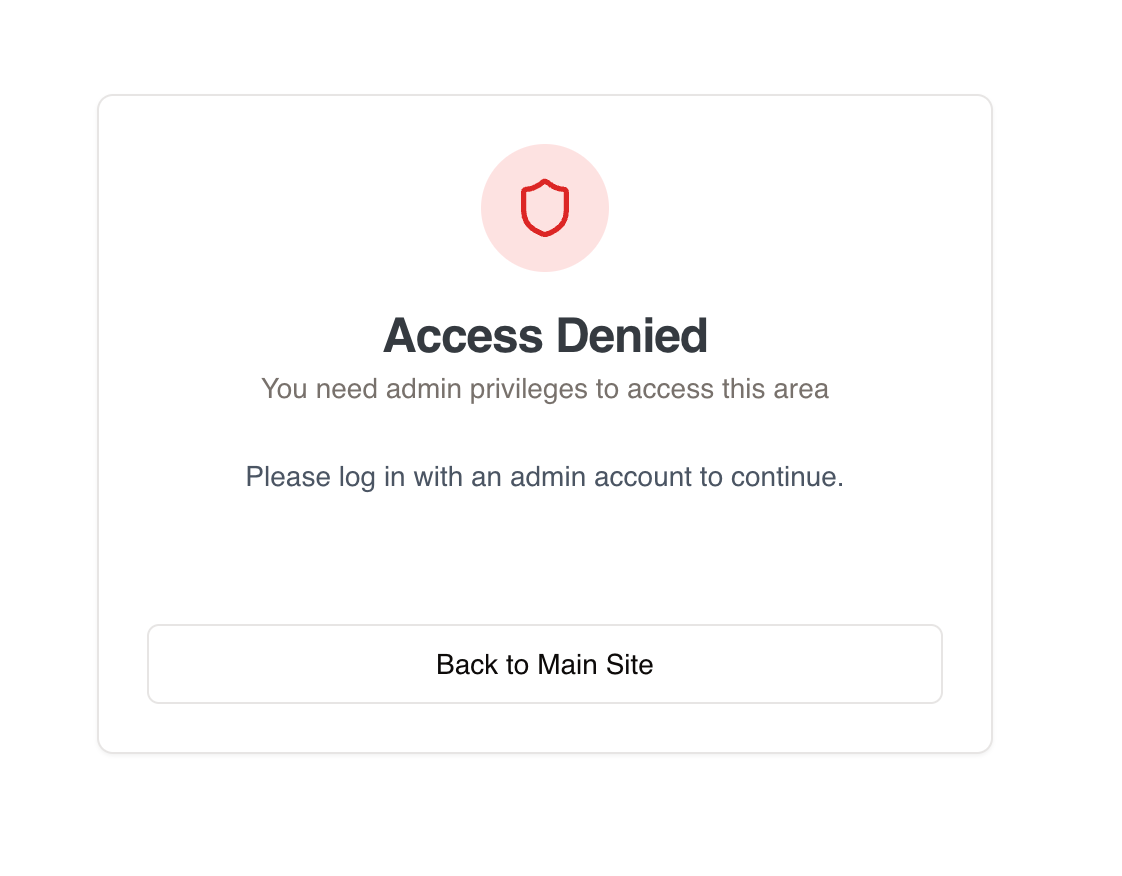 Access Denied
You need admin privileges to access this area
Please log in with an admin account to continue.
Back to Main Site